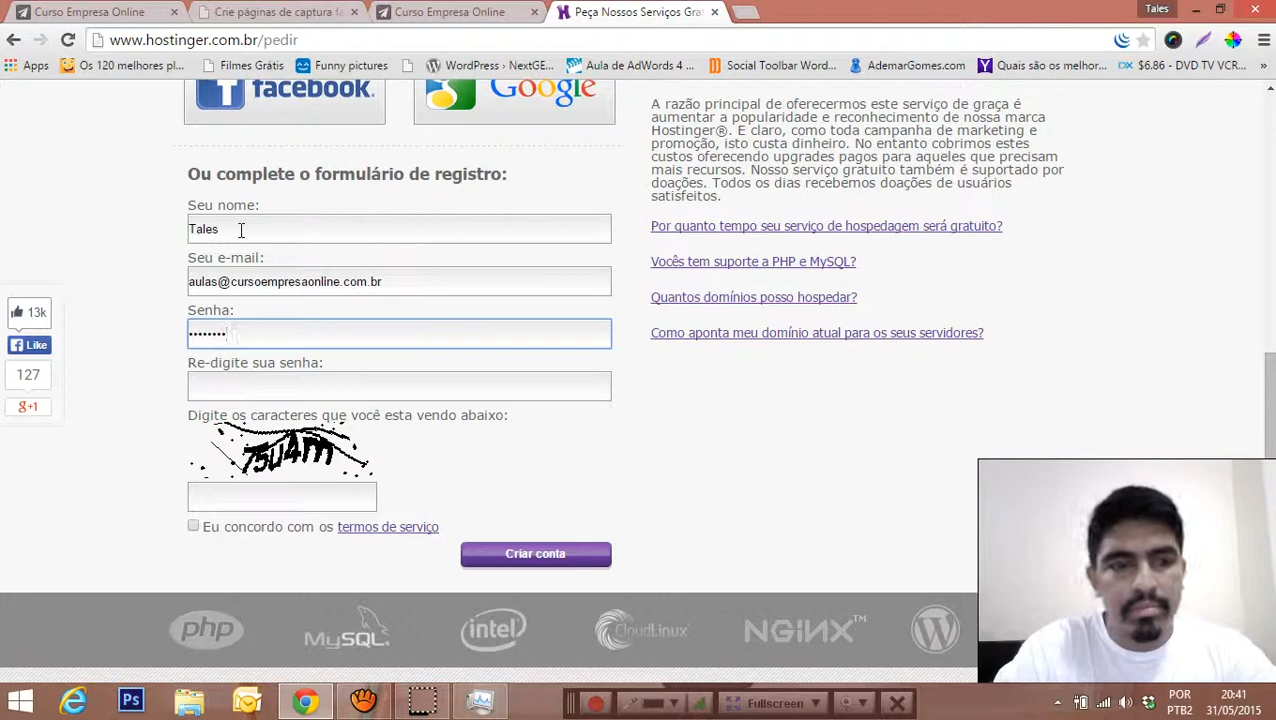 Curso Empresa Online
Crie páginas de captura fa
Curso Empresa Online
Peça Nossos Serviços Grat
Tales
www.hostinger.com.br/pedir
Apps
Os 120 melhores pl...
Filmes Grátis
Funny pictures
WordPress › NextGE...
Aula de AdWords 4 ...
Social Toolbar Word...
AdemarGomes.com
Quais são os melhor...
$6.86 - DVD TV VCR...
»
facebook.
Google
A razão principal de oferecermos este serviço de graça é
aumentar a popularidade e reconhecimento de nossa marca
Hostinger®. E claro, como toda campanha de marketing e
promoção, isto custa dinheiro. No entanto cobrimos estes
custos oferecendo upgrades pagos para aqueles que precisam
mais recursos. Nosso serviço gratuito também é suportado por
doações. Todos os dias recebemos doações de usuários
satisfeitos.
Por quanto tempo seu serviço de hospedagem será gratuito?
Vocês tem suporte a PHP e MySQL?
Quantos domínios posso hospedar?
Como aponta meu domínio atual para os seus servidores?
Ou complete o formulário de registro:
Seu nome:
Tales
Seu e-mail:
aulas@cursoempresaonline.com.br
Senha:
••••••••
Re-digite sua senha:
Digite os caracteres que você esta vendo abaixo:
75u4m
Eu concordo com os termos de serviço
Criar conta
13k
Like
127
g+1
php
MySQL
intel
CloudLinux
NGINX
Ps
Fullscreen
POR
PTB2
20:41
31/05/2015